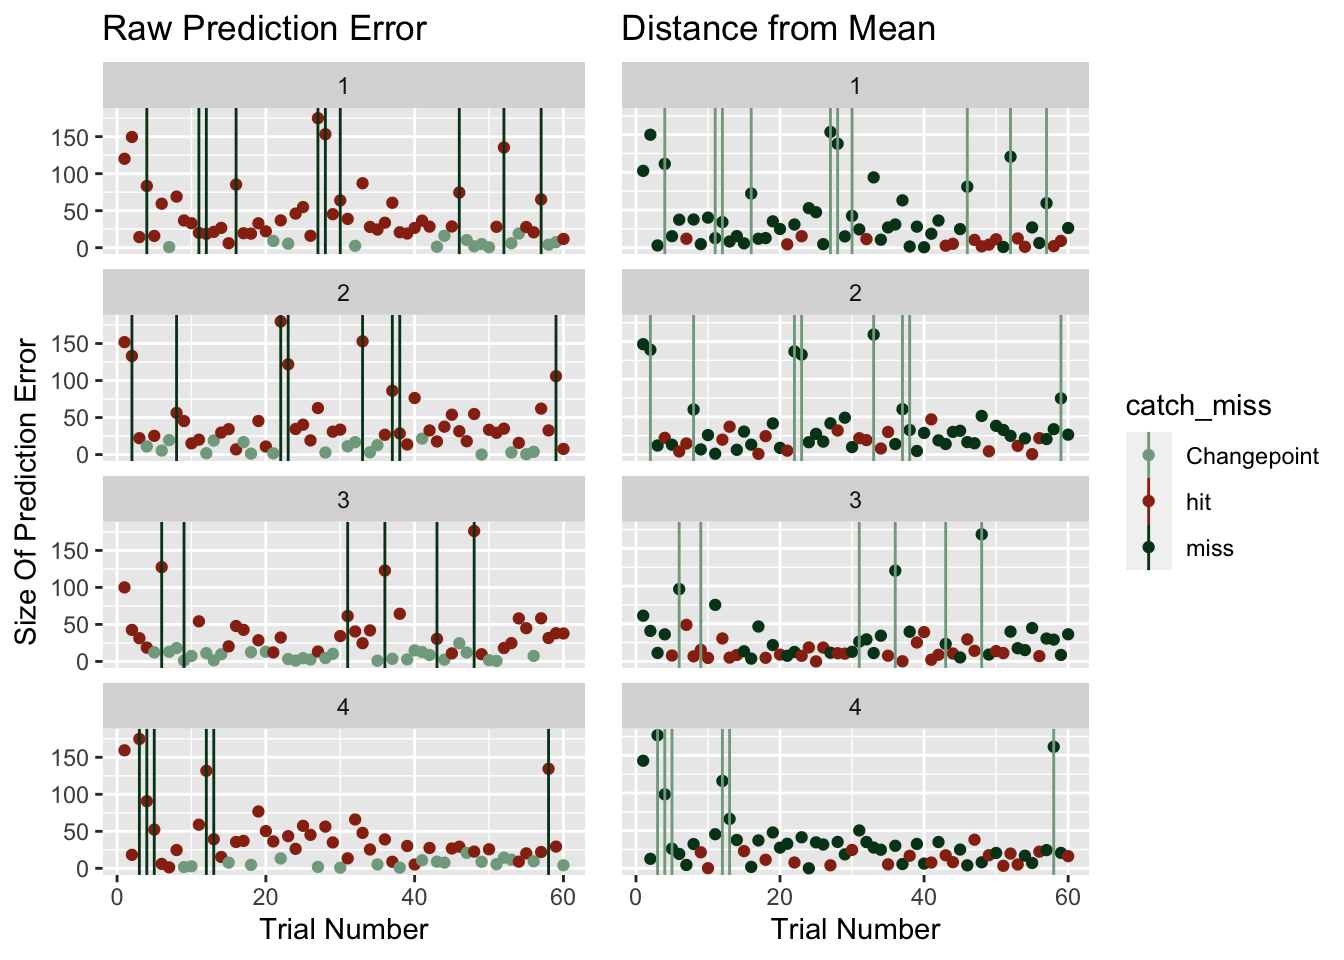 Raw Prediction Error
Distance from Mean
1
1
150
100
50
0
2
2
150
100
50
0
3
3
150
100
50
0
4
4
150
100
50
0
0 20 40 60
0 20 40 60
Trial Number
Trial Number
Size Of Prediction Error
catch_miss
Changepoint
hit
miss